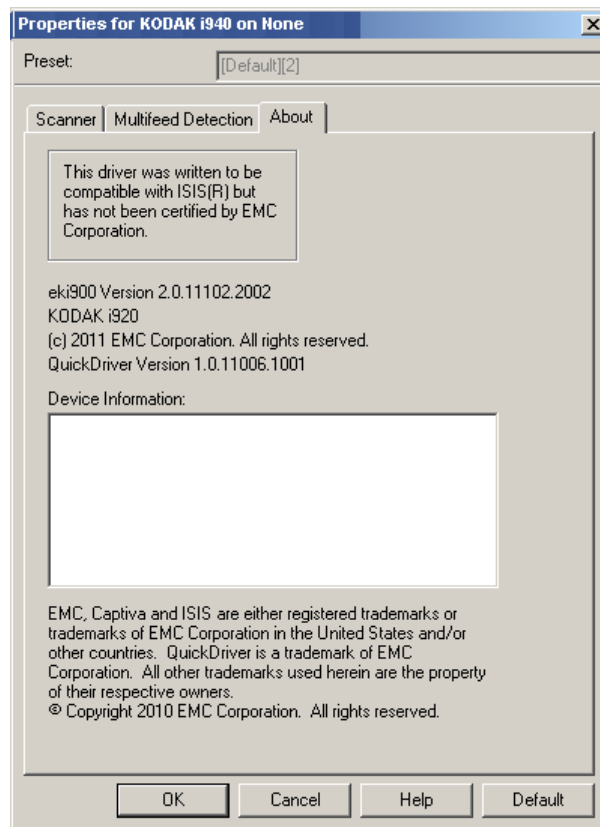 Properties for KODAK i940 on None
Preset:
[Default][2]
Scanner
Multifeed Detection
About
This driver was written to be
compatible with ISIS(R) but
has not been certified by EMC
Corporation.
eki900 Version 2.0.11102.2002
KODAK i920
(c) 2011 EMC Corporation. All rights reserved.
QuickDriver Version 1.0.11006.1001
Device Information:
EMC, Captiva and ISIS are either registered trademarks or
trademarks of EMC Corporation in the United States and/or
other countries.  QuickDriver is a trademark of EMC
Corporation.  All other trademarks used herein are the property
of their respective owners.
© Copyright 2010 EMC Corporation.  All rights reserved.
OK
Cancel
Help
Default